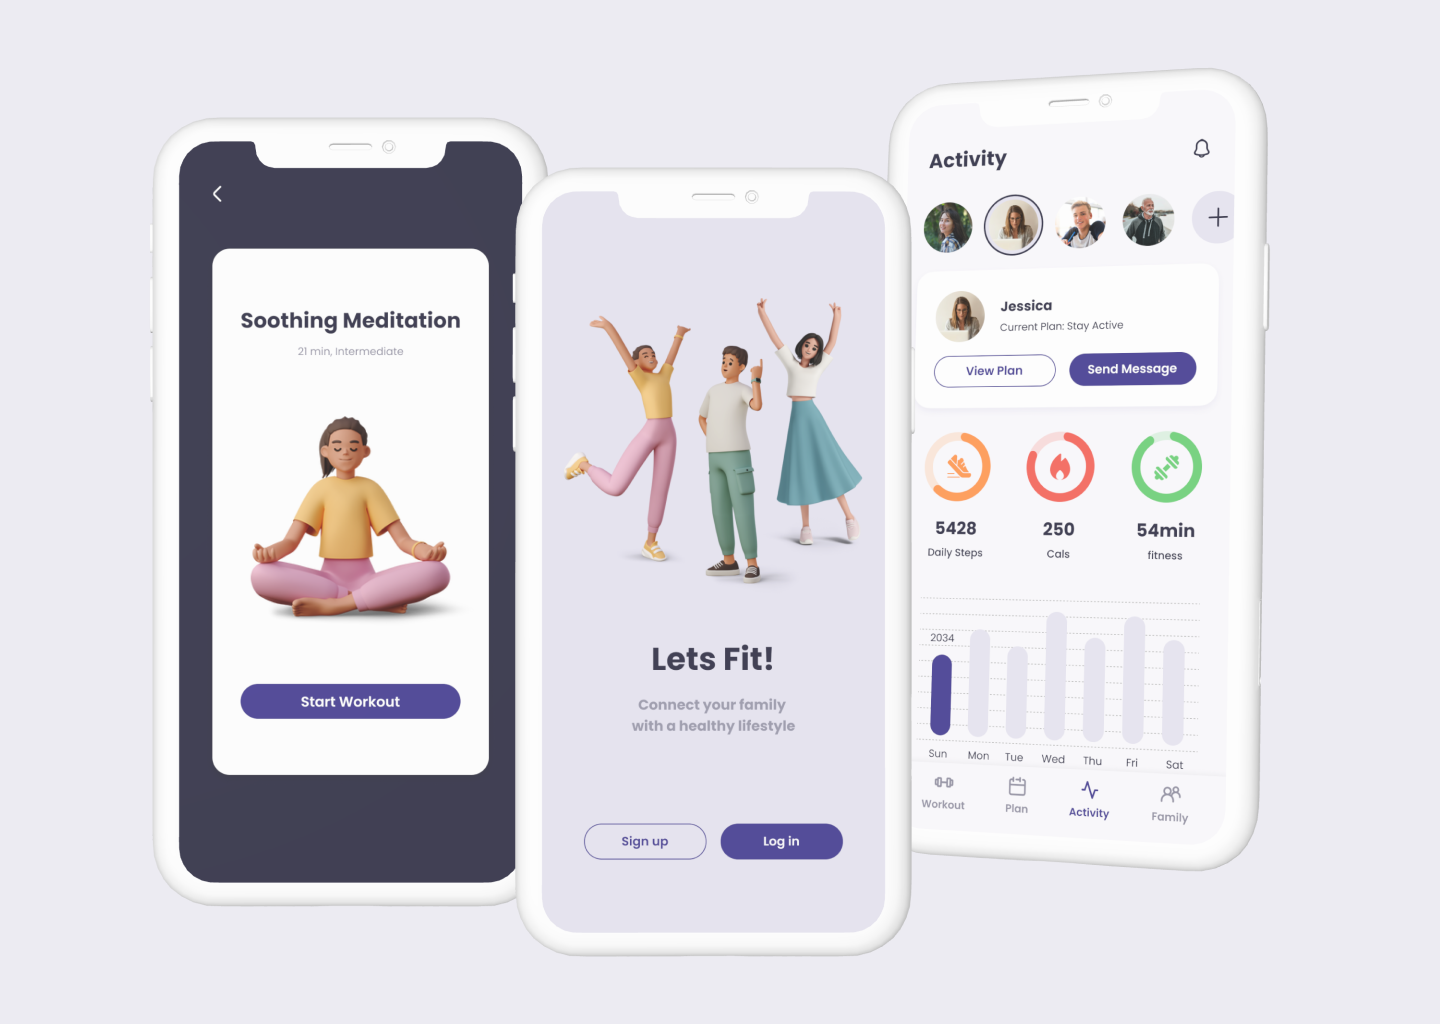 Soothing Meditation
21 min, Intermediate
Start Workout
Lets Fit!
Connect your family
with a healthy lifestyle
Sign up
Log in
Activity
Jessica
Current Plan: Stay Active
View Plan
Send Message
5428
Daily Steps
250
Cals
54min
fitness
2034
Sun
Mon
Tue
Wed
Thu
Fri
Sat
Workout
Plan
Activity
Family